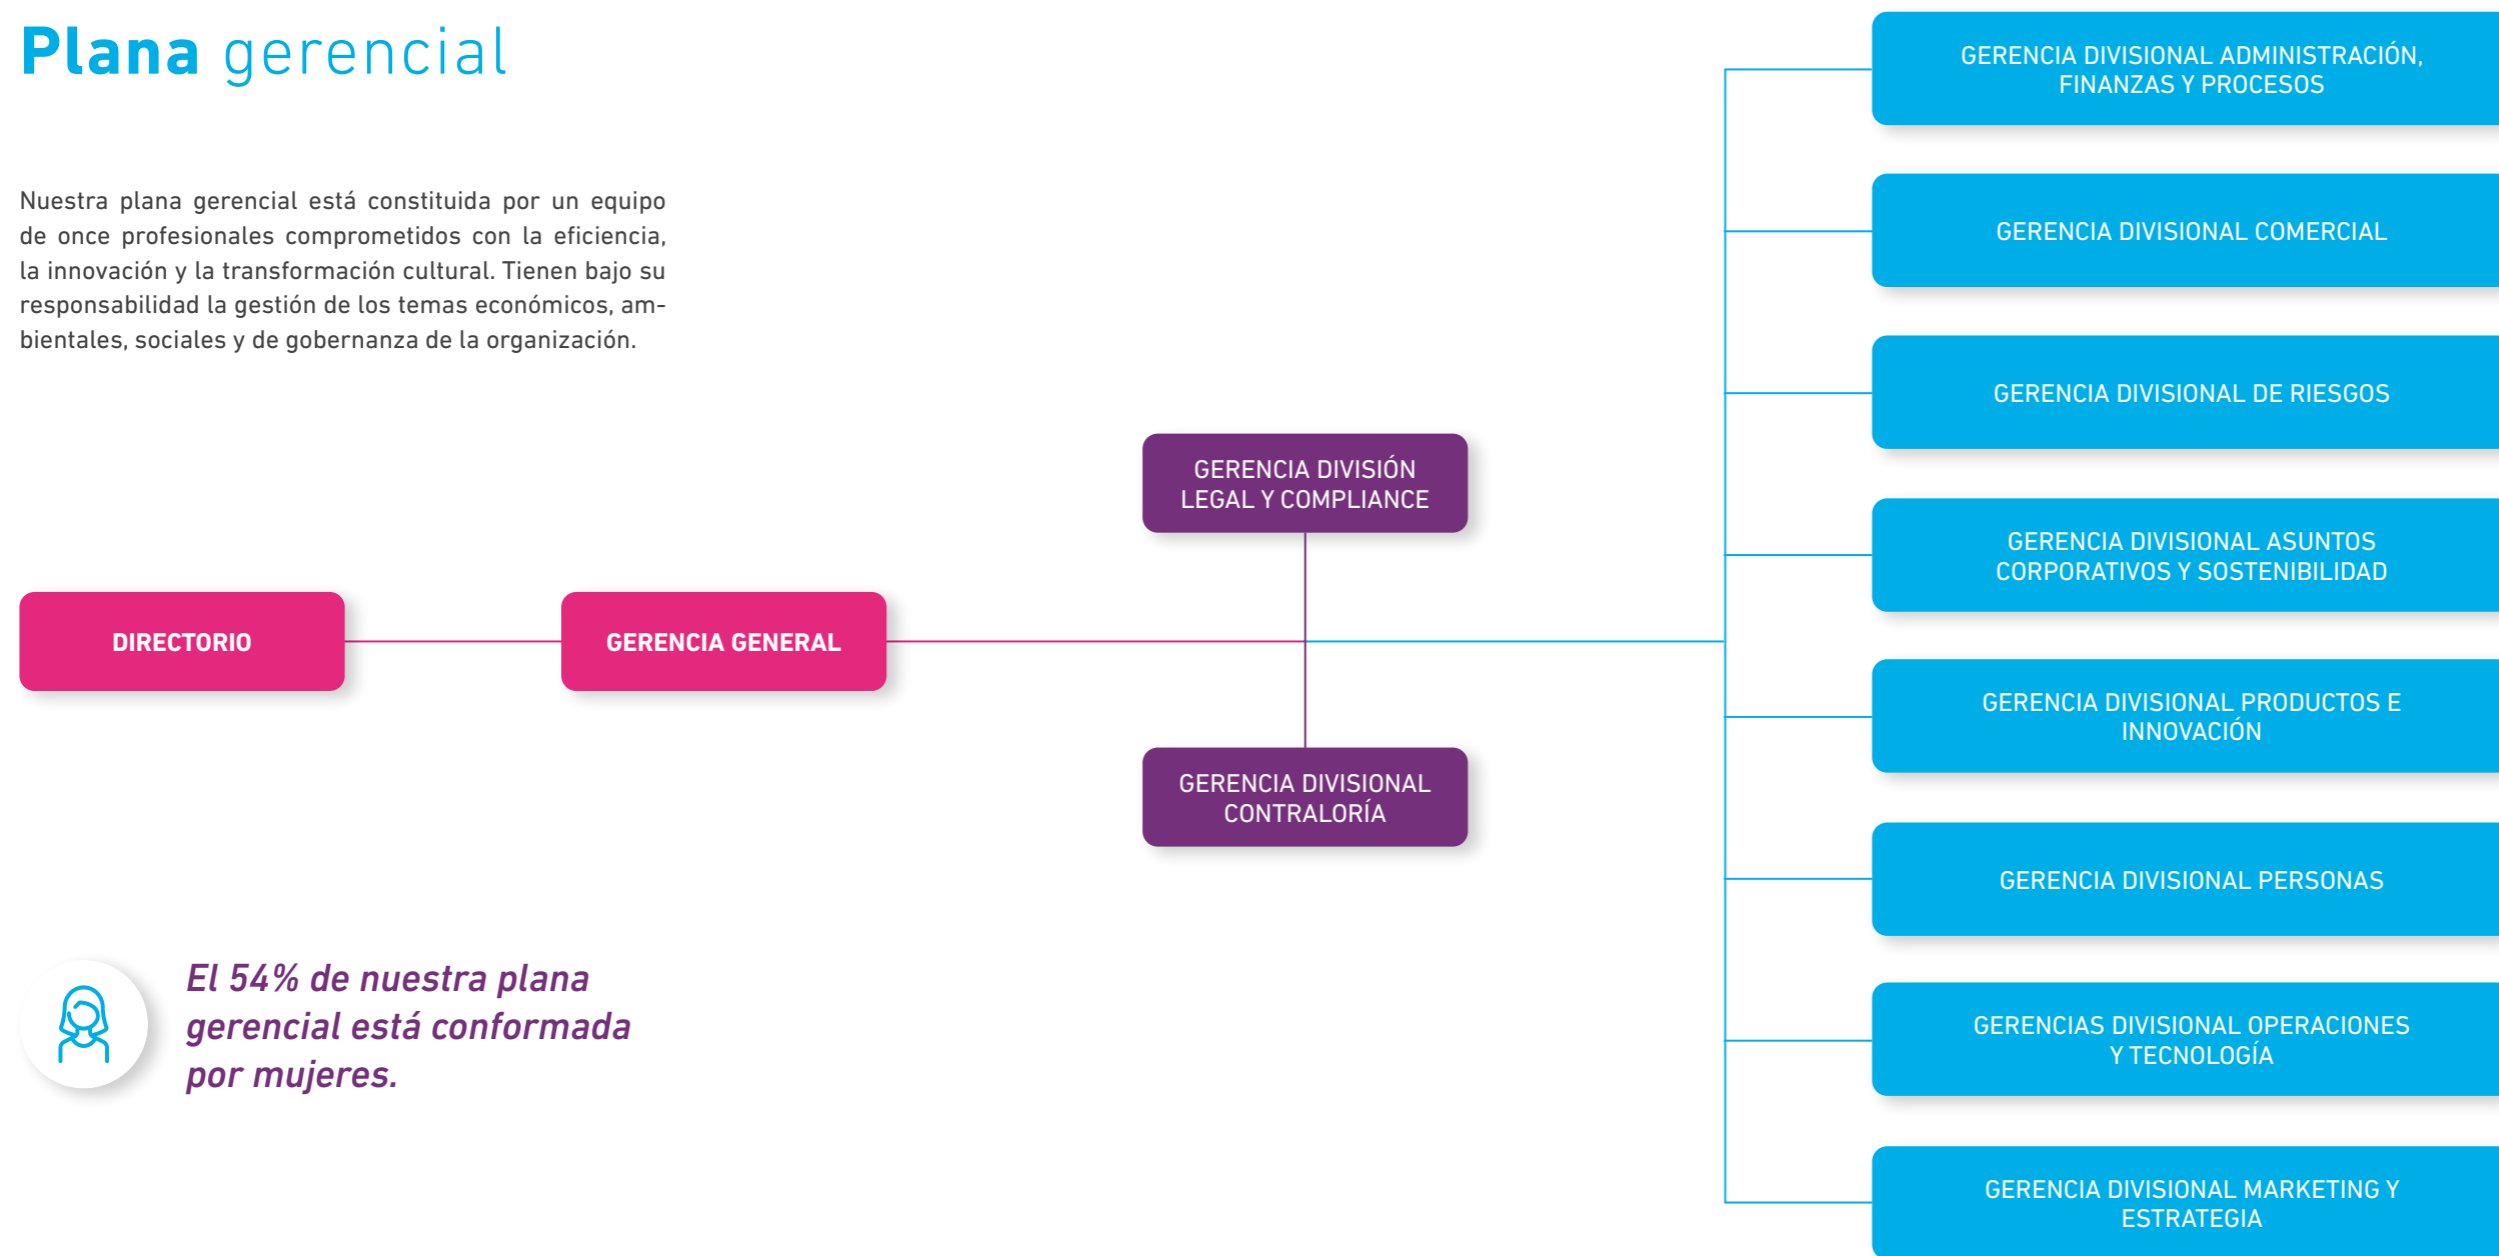 Plana gerencial
Nuestra plana gerencial está constituida por un equipo
de once profesionales comprometidos con la eficiencia,
la innovación y la transformación cultural. Tienen bajo su
responsabilidad la gestión de los temas económicos, am-
bientales, sociales y de gobernanza de la organización.
DIRECTORIO
GERENCIA GENERAL
GERENCIA DIVISIÓN
LEGAL Y COMPLIANCE
GERENCIA DIVISIONAL
CONTRALORÍA
GERENCIA DIVISIONAL ADMINISTRACIÓN,
FINANZAS Y PROCESOS
GERENCIA DIVISIONAL COMERCIAL
GERENCIA DIVISIONAL DE RIESGOS
GERENCIA DIVISIONAL ASUNTOS
CORPORATIVOS Y SOSTENIBILIDAD
GERENCIA DIVISIONAL PRODUCTOS E
INNOVACIÓN
GERENCIA DIVISIONAL PERSONAS
GERENCIAS DIVISIONAL OPERACIONES
Y TECNOLOGÍA
GERENCIA DIVISIONAL MARKETING Y
ESTRATEGIA
El 54% de nuestra plana
gerencial está conformada
por mujeres.